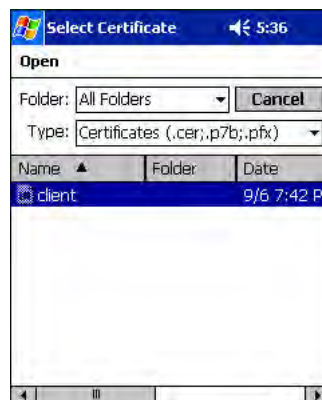 Select Certificate 5:36
Open
Folder: All Folders Cancel
Type: Certificates (.cer;.p7b;.pfx)
Name Folder Date
client 9/6 7:42 P